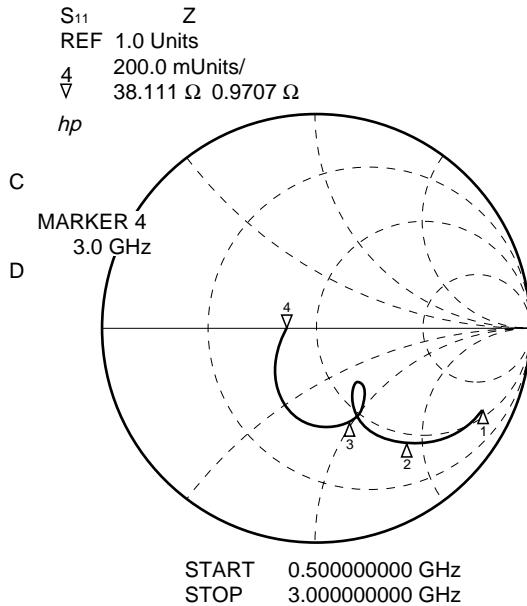 S₁₁ Z
REF 1.0 Units
4 200.0 mUnits/
▽ 38.111 Ω 0.9707 Ω
hp
C
MARKER 4
3.0 GHz
D
4
1
3
2
START 0.500000000 GHz
STOP 3.000000000 GHz